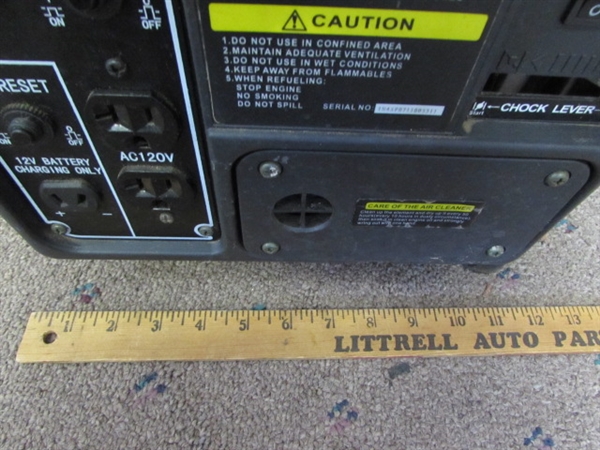 ON
OFF
OFF
CAUTION
1.DO NOT USE IN CONFINED AREA
2.MAINTAIN ADEQUATE VENTILATION
3.DO NOT USE IN WET CONDITIONS
4.KEEP AWAY FROM FLAMMABLES
5.WHEN REFUELING:
STOP ENGINE
NO SMOKING
DO NOT SPILL
SERIAL NO
RESET
CHOCK LEVER
Start
12V BATTERY
CHARGING ONLY
AC120V
+ −
CARE OF THE AIR CLEANER
1 2 3 4 5 6 7 8 9 10 11 12 13
LITTRELL AUTO PAR